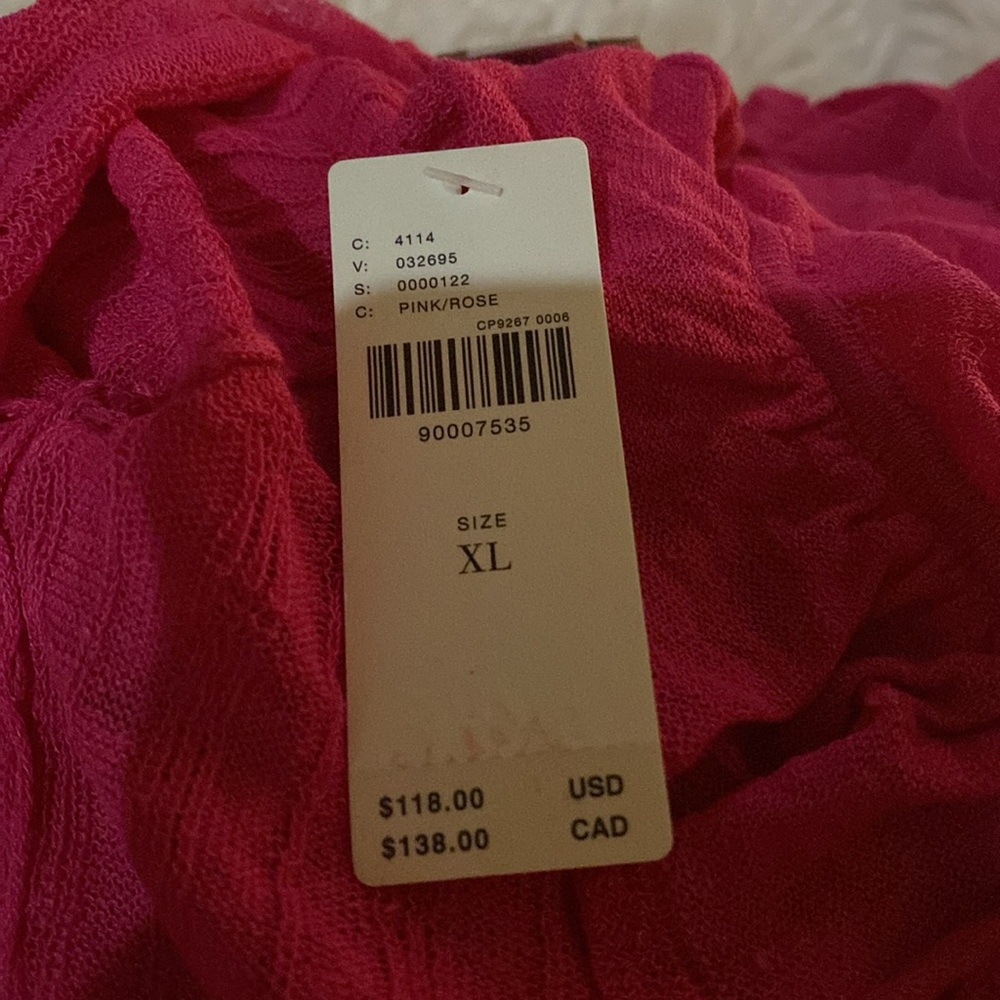 C: 4114
V: 032695
S: 0000122
C: PINK/ROSE
CP9267 0006
90007535
SIZE
XL
$118.00 USD
$138.00 CAD